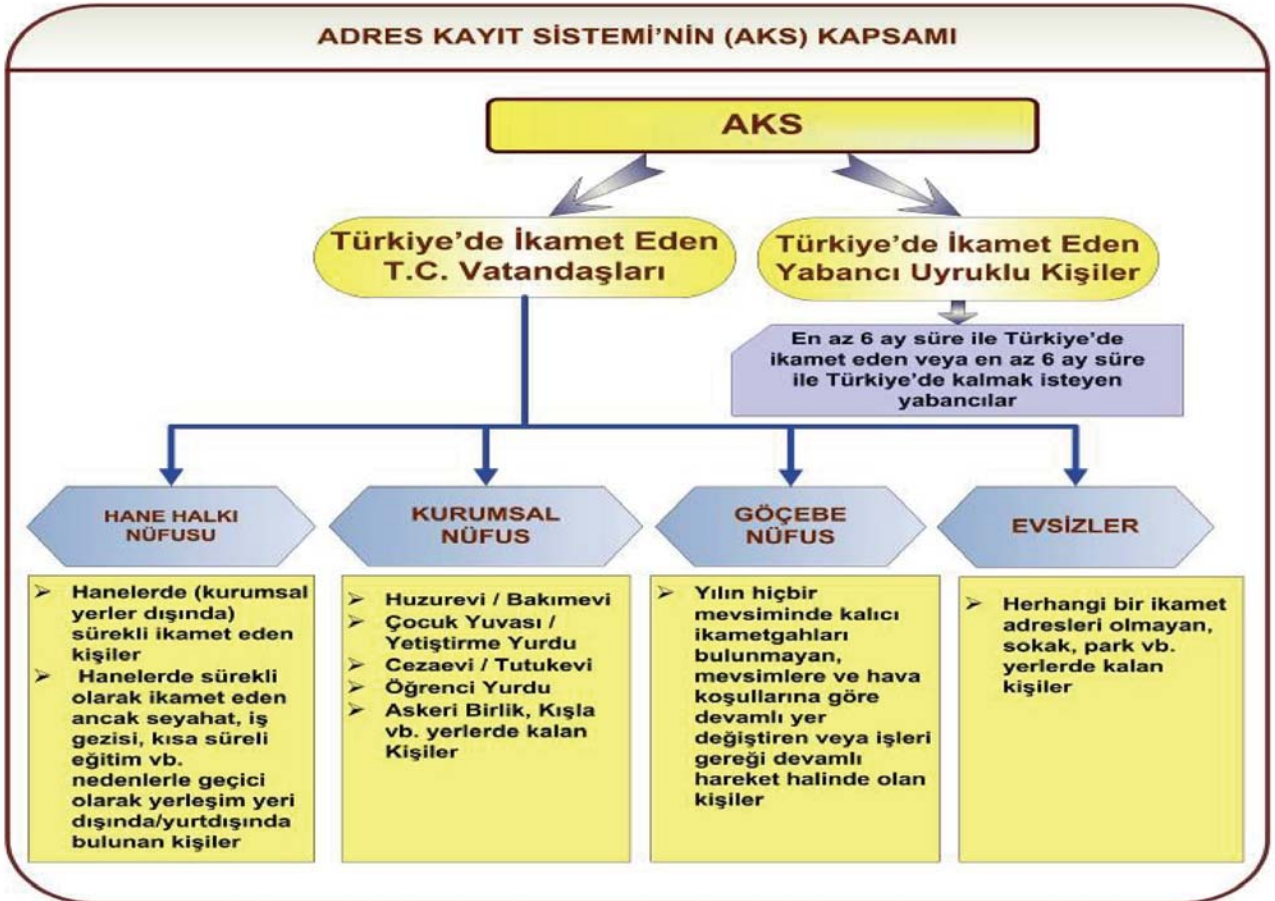 ADRES KAYIT SİSTEMİ'NİN (AKS) KAPSAMI
AKS
Türkiye'de İkamet Eden
T.C. Vatandaşları
Türkiye'de İkamet Eden
Yabancı Uyruklu Kişiler
En az 6 ay süre ile Türkiye'de
ikamet eden veya en az 6 ay süre
ile Türkiye'de kalmak isteyen
yabancılar
HANE HALKI
NÜFUSU
➢ Hanelerde (kurumsal
yerler dışında)
sürekli ikamet eden
kişiler
➢ Hanelerde sürekli
olarak ikamet eden
ancak seyahat, iş
gezisi, kısa süreli
eğitim vb.
nedenlerle geçici
olarak yerleşim yeri
dışında/yurtdışında
bulunan kişiler
KURUMSAL
NÜFUS
➢ Huzurevi / Bakımevi
➢ Çocuk Yuvası /
Yetiştirme Yurdu
➢ Cezaevi / Tutukevi
➢ Öğrenci Yurdu
➢ Askeri Birlik, Kışla
vb. yerlerde kalan
Kişiler
GÖÇEBE
NÜFUS
➢ Yılın hiçbir
mevsiminde kalıcı
ikametgahları
bulunmayan,
mevsimlere ve hava
koşullarına göre
devamlı yer
değiştiren veya işleri
gereği devamlı
hareket halinde olan
kişiler
EVSİZLER
➢ Herhangi bir ikamet
adresleri olmayan,
sokak, park vb.
yerlerde kalan
kişiler